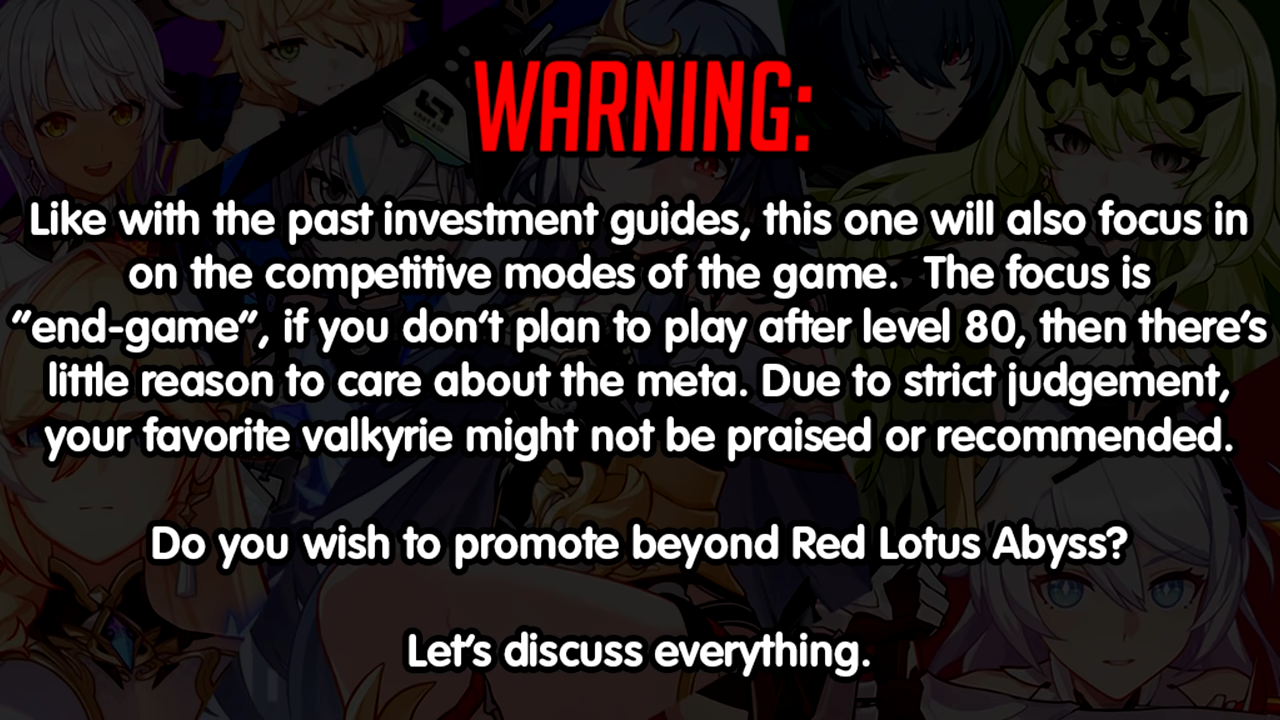 WARNING:
Like with the past investment guides, this one will also focus in
on the competitive modes of the game.  The focus is
"end-game", if you don't plan to play after level 80, then there's
little reason to care about the meta. Due to strict judgement,
your favorite valkyrie might not be praised or recommended.
Do you wish to promote beyond Red Lotus Abyss?
Let's discuss everything.